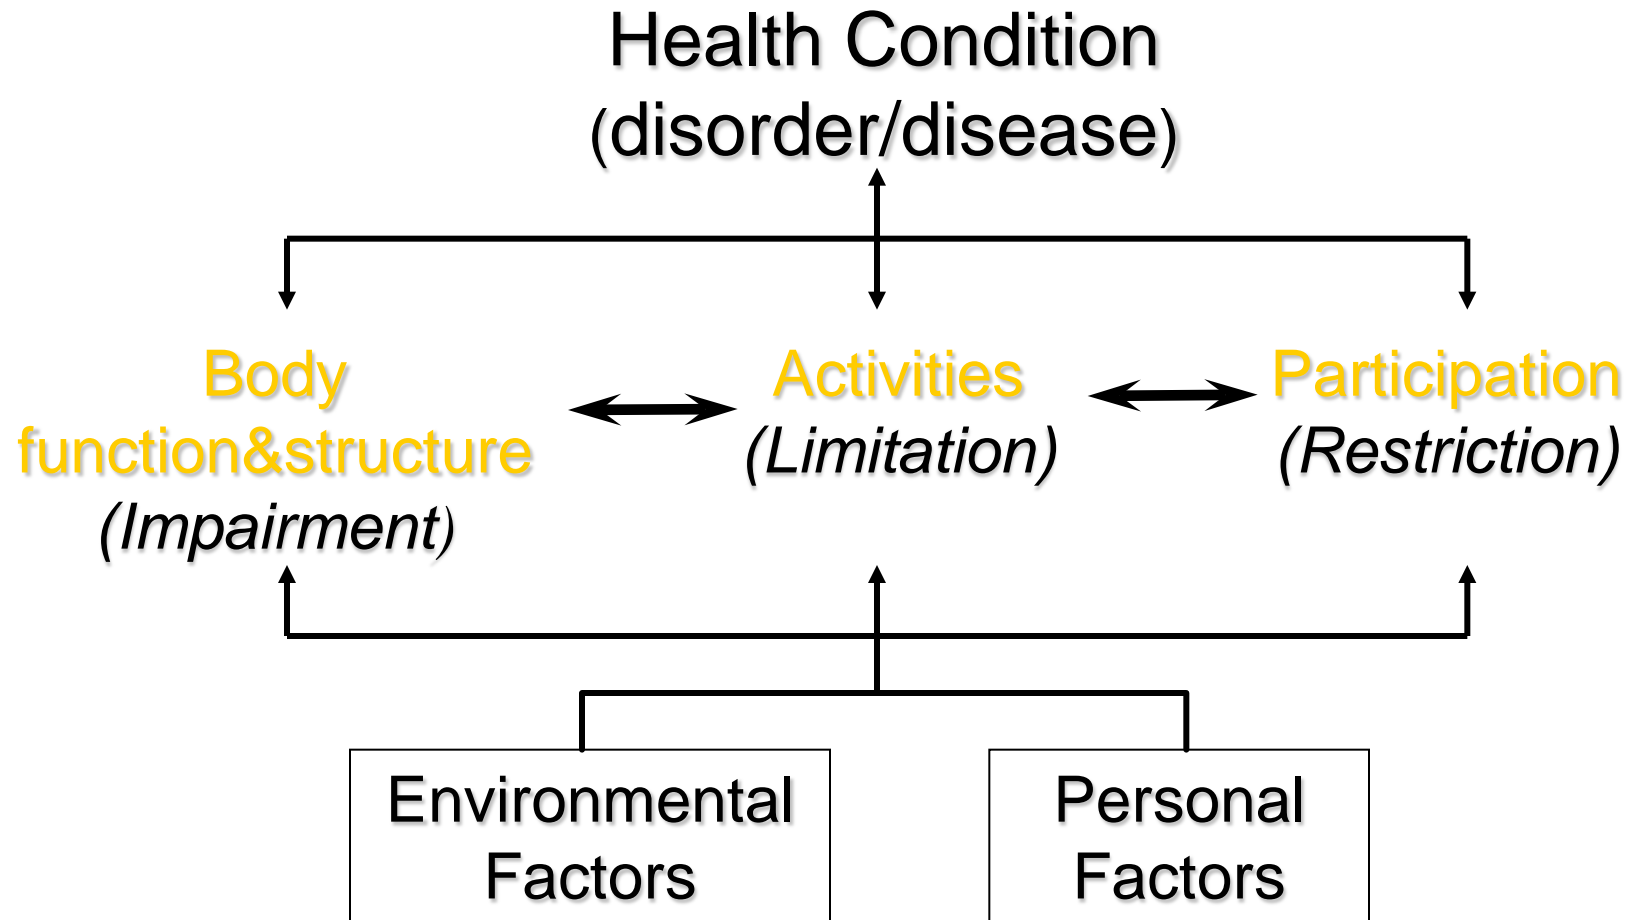 Health Condition
(disorder/disease)
Body
function&structure
(Impairment)
Activities
(Limitation)
Participation
(Restriction)
Environmental
Factors
Personal
Factors